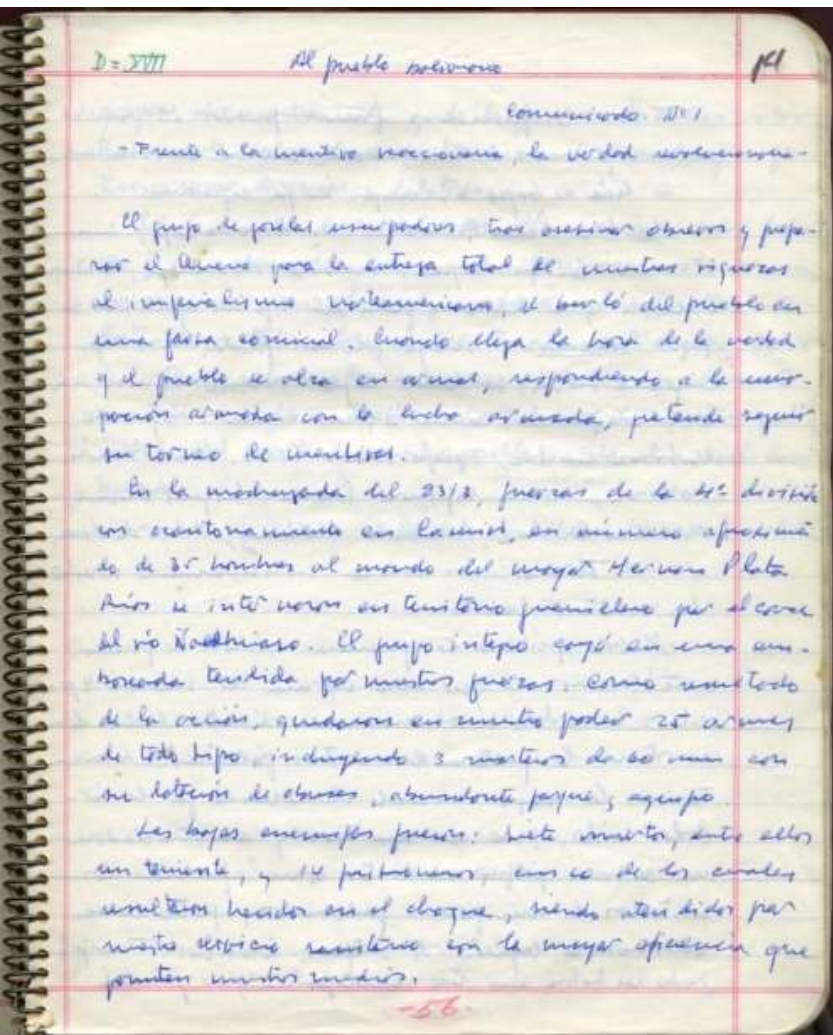 D = XVII Al pueblo boliviano
Comunicado Nº 1
- Frente a la mentira reaccionaria, la verdad revolucionaria -
El grupo de gorilas usurpadores, tras asesinar obreros y prepa-
rar el terreno para la entrega total de nuestras riquezas
al imperialismo norteamericano, se burló del pueblo en
una farsa comicial. Cuando llega la hora de la verdad
y el pueblo se alza en armas, respondiendo a la usur-
pación armada con la lucha armada, pretende seguir
su torneo de mentiras.
En la madrugada del 23/3, fuerzas de la 4ª división
con acantonamiento en Camiri, en número aproxima
do de 35 hombres al mando del mayor Hernan Plata
Ríos se internaron en territorio guerrillero por el cauce
del río Ñacahuaso. El grupo íntegro cayó en una em-
boscada tendida por nuestras fuerzas. Como resultado
de la acción, quedaron en nuestro poder 25 armas
de todo tipo, incluyendo 3 morteros de 60 mm con
su dotación de obuses, abundante parque y equipo.
Las bajas enemigas fueron: siete muertos, entre ellos
un teniente, y 14 prisioneros, cinco de los cuales
resultaron heridos en el choque, siendo atendidos por
nuestro servicio sanitario con la mayor eficiencia que
permiten nuestros medios.
-56-